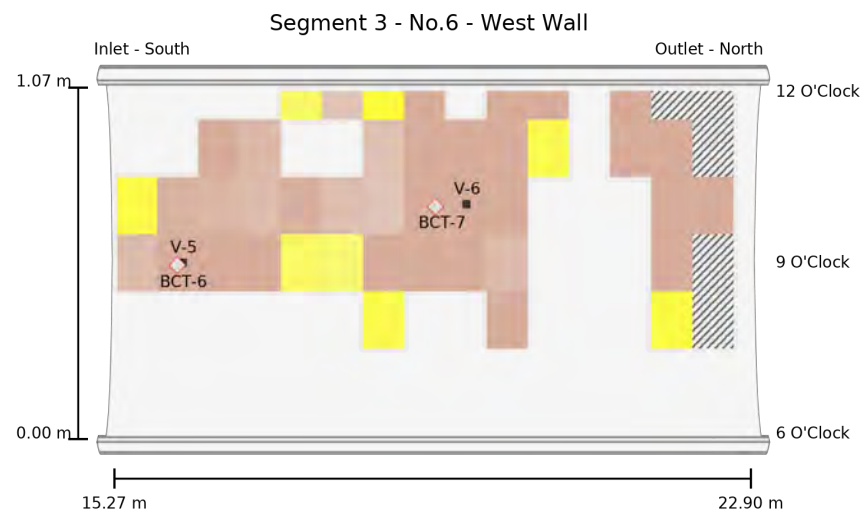 Segment 3 - No.6 - West Wall
Inlet - South
Outlet - North
1.07 m
12 O'Clock
V-6
BCT-7
V-5
BCT-6
9 O'Clock
0.00 m
6 O'Clock
15.27 m
22.90 m